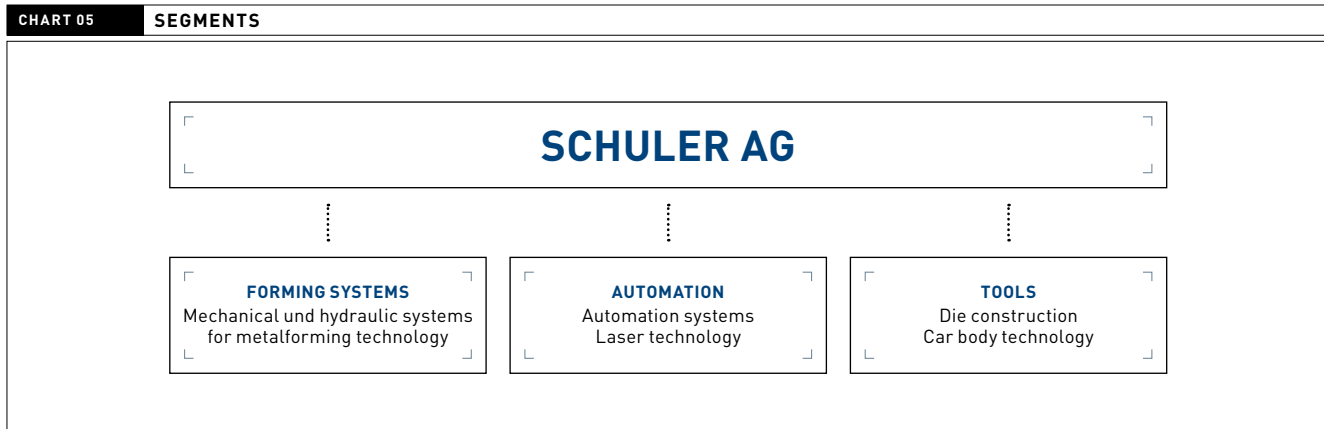 CHART 05 SEGMENTS
SCHULER AG
FORMING SYSTEMS
Mechanical und hydraulic systems
for metalforming technology
AUTOMATION
Automation systems
Laser technology
TOOLS
Die construction
Car body technology